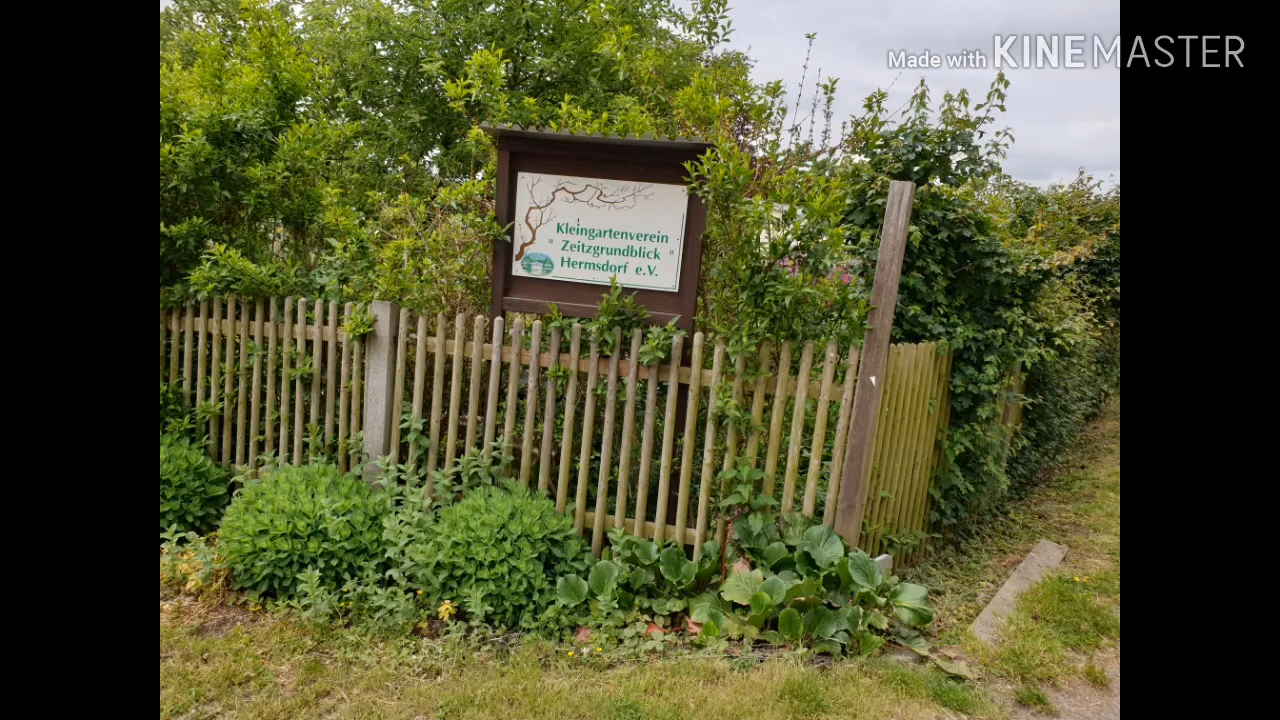 Made with KINEMASTER
Kleingartenverein
" Zeitzgrundblick "
Hermsdorf e.V.